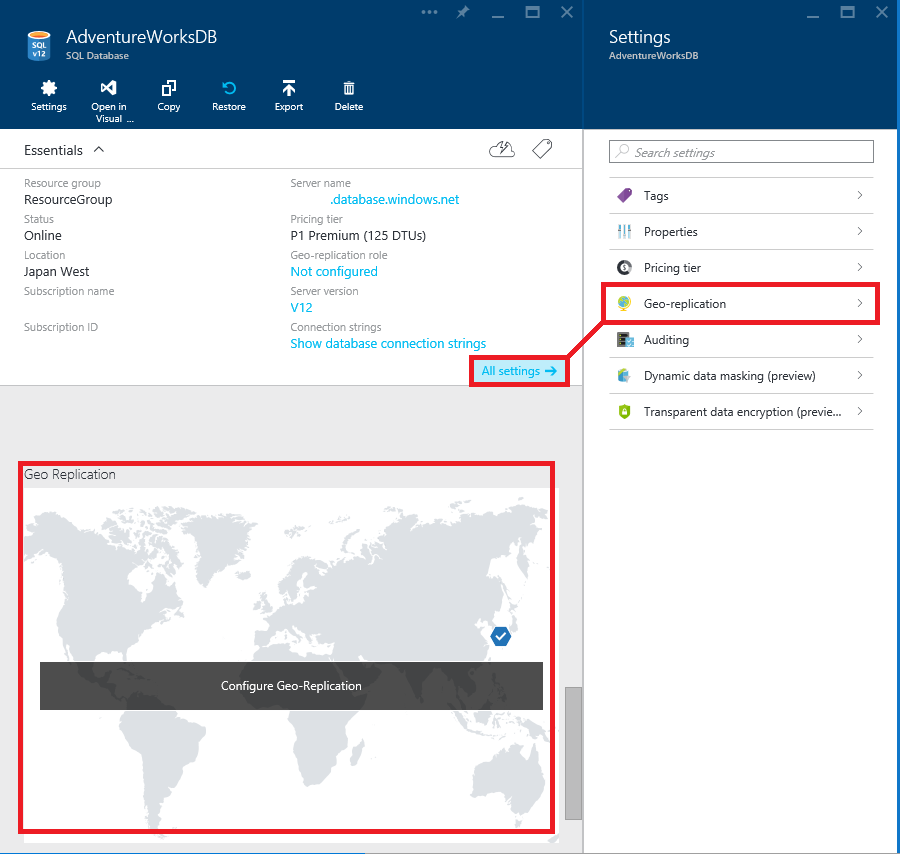 AdventureWorksDB
SQL Database
SQL
v12
Settings
Open in
Visual ...
Copy
Restore
Export
Delete
Essentials
Resource group
ResourceGroup
Status
Online
Location
Japan West
Subscription name
Subscription ID
Server name
.database.windows.net
Pricing tier
P1 Premium (125 DTUs)
Geo-replication role
Not configured
Server version
V12
Connection strings
Show database connection strings
All settings →
Geo Replication
Configure Geo-Replication
Settings
AdventureWorksDB
Search settings
Tags
Properties
Pricing tier
Geo-replication
Auditing
Dynamic data masking (preview)
Transparent data encryption (previe...